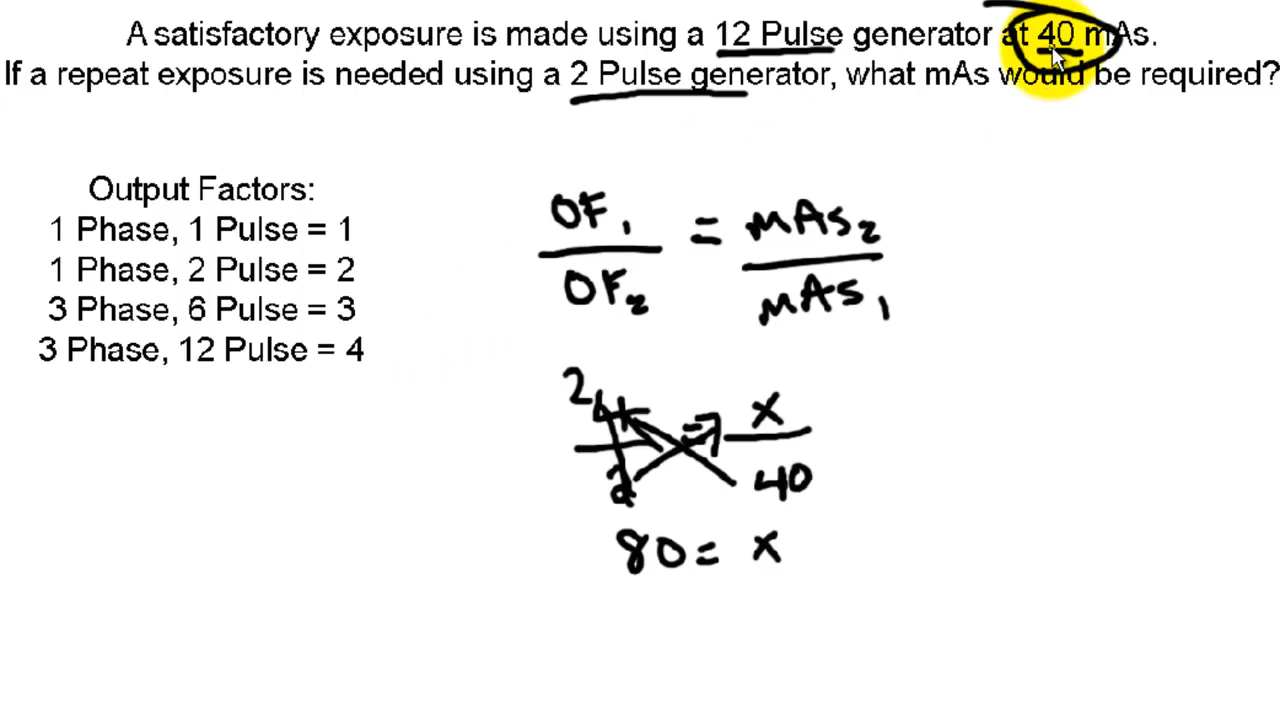 A satisfactory exposure is made using a 12 Pulse generator at 40 mAs.
If a repeat exposure is needed using a 2 Pulse generator, what mAs would be required?
Output Factors:
1 Phase, 1 Pulse = 1
1 Phase, 2 Pulse = 2
3 Phase, 6 Pulse = 3
3 Phase, 12 Pulse = 4
OF1 = mAs2
OF2 mAs1
2 4 = x
2 40
80 = x